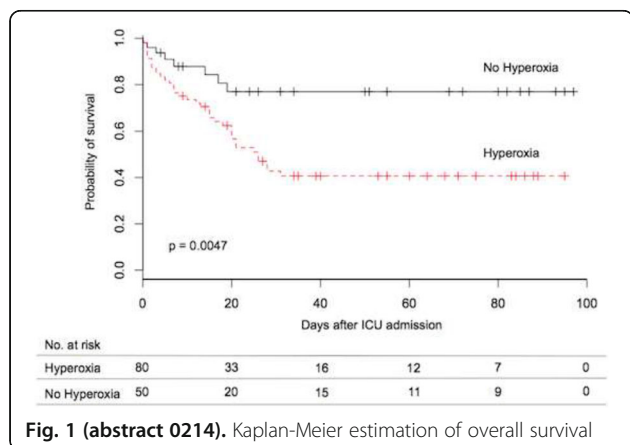 Probability of survival
1.0
0.8
0.6
0.4
0.2
0.0
No Hyperoxia
Hyperoxia
p = 0.0047
0 20 40 60 80 100
Days after ICU admission
No. at risk
Hyperoxia 80 33 16 12 7 0
No Hyperoxia 50 20 15 11 9 0
Fig. 1 (abstract 0214). Kaplan-Meier estimation of overall survival